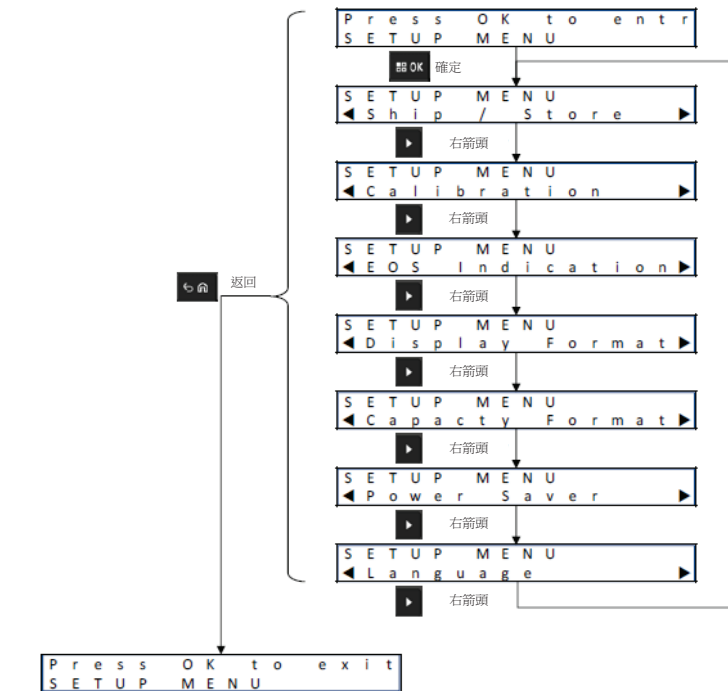 Press OK to entr
SETUP MENU
OK 確定
SETUP MENU
◀Ship / Store ▶
右箭頭
SETUP MENU
◀Calibration ▶
右箭頭
SETUP MENU
◀EOS Indication▶
返回
右箭頭
SETUP MENU
◀Display Format▶
右箭頭
SETUP MENU
◀Capacty Format▶
右箭頭
SETUP MENU
◀Power Saver ▶
右箭頭
SETUP MENU
◀Language ▶
右箭頭
Press OK to exit
SETUP MENU